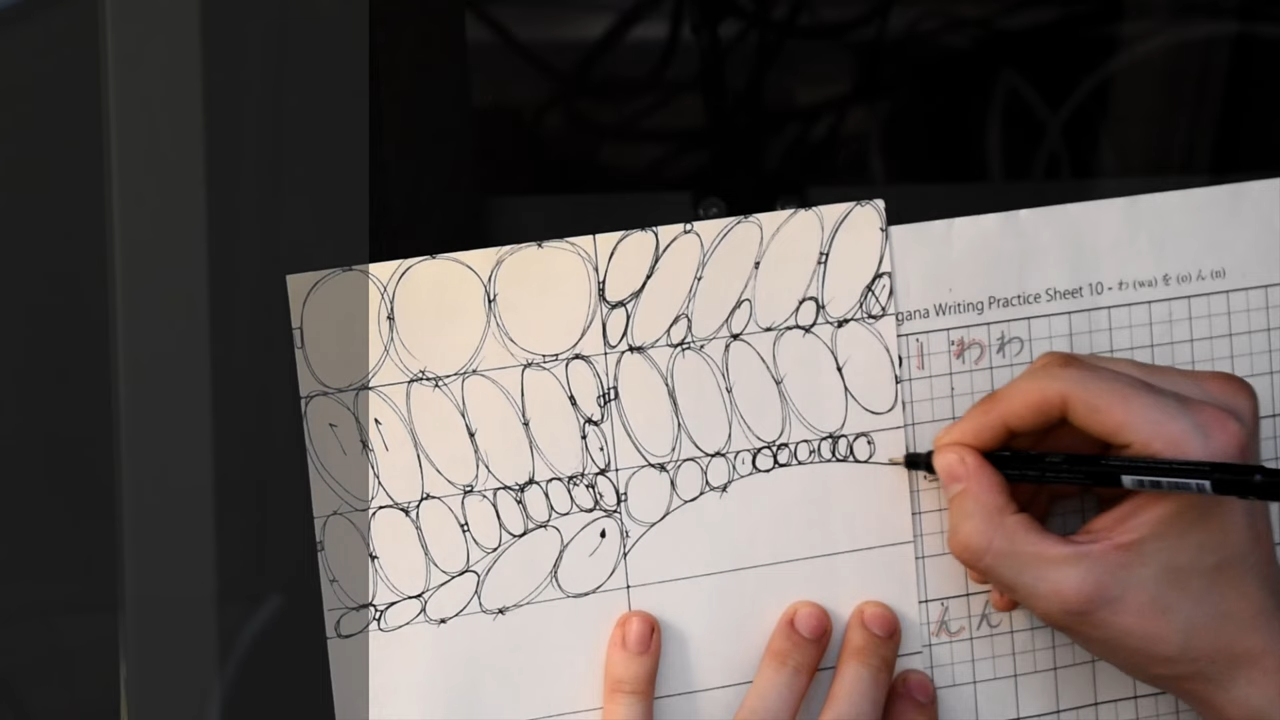 gana Writing Practice Sheet 10 - わ (wa) を (o) ん (n)
わ わ
ん ん